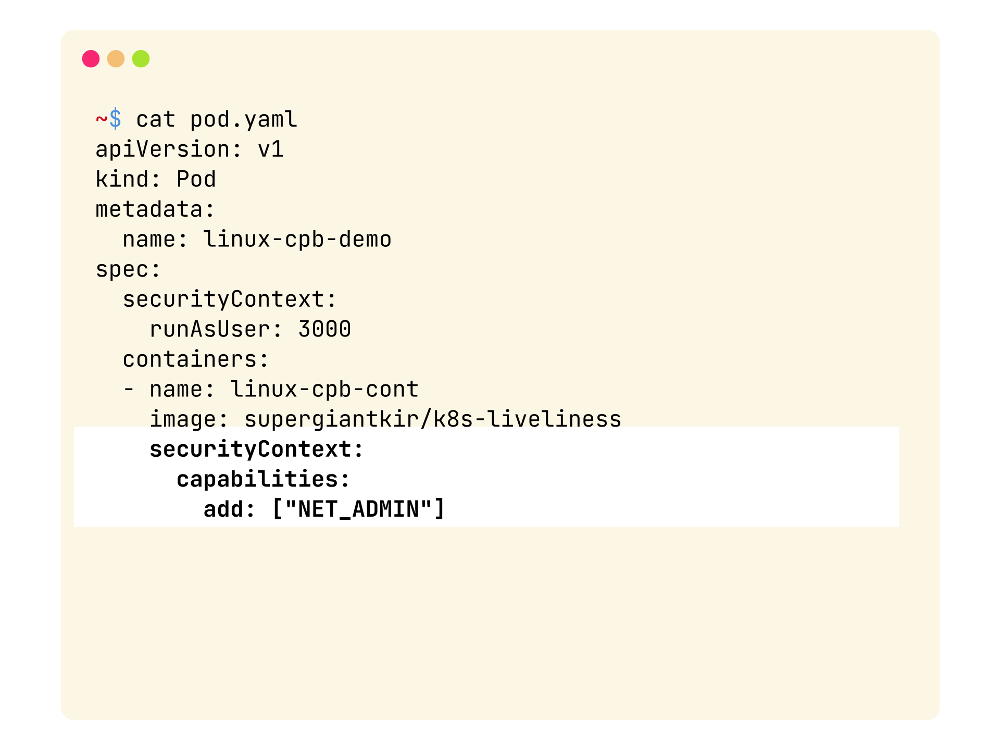 ~$ cat pod.yaml
apiVersion: v1
kind: Pod
metadata:
  name: linux-cpb-demo
spec:
  securityContext:
    runAsUser: 3000
  containers:
  - name: linux-cpb-cont
    image: supergiantkir/k8s-liveliness
    securityContext:
      capabilities:
        add: ["NET_ADMIN"]